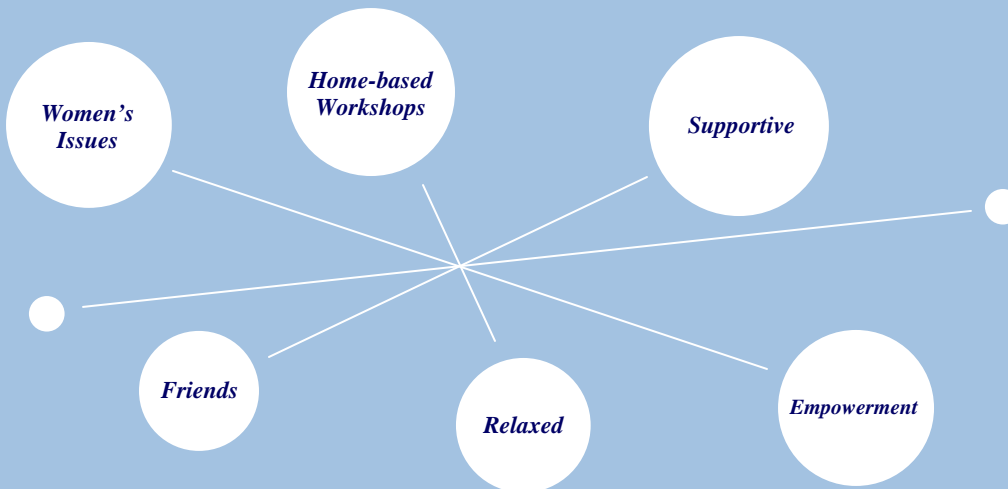 Women’s
Issues
Home-based
Workshops
Supportive
Friends
Relaxed
Empowerment